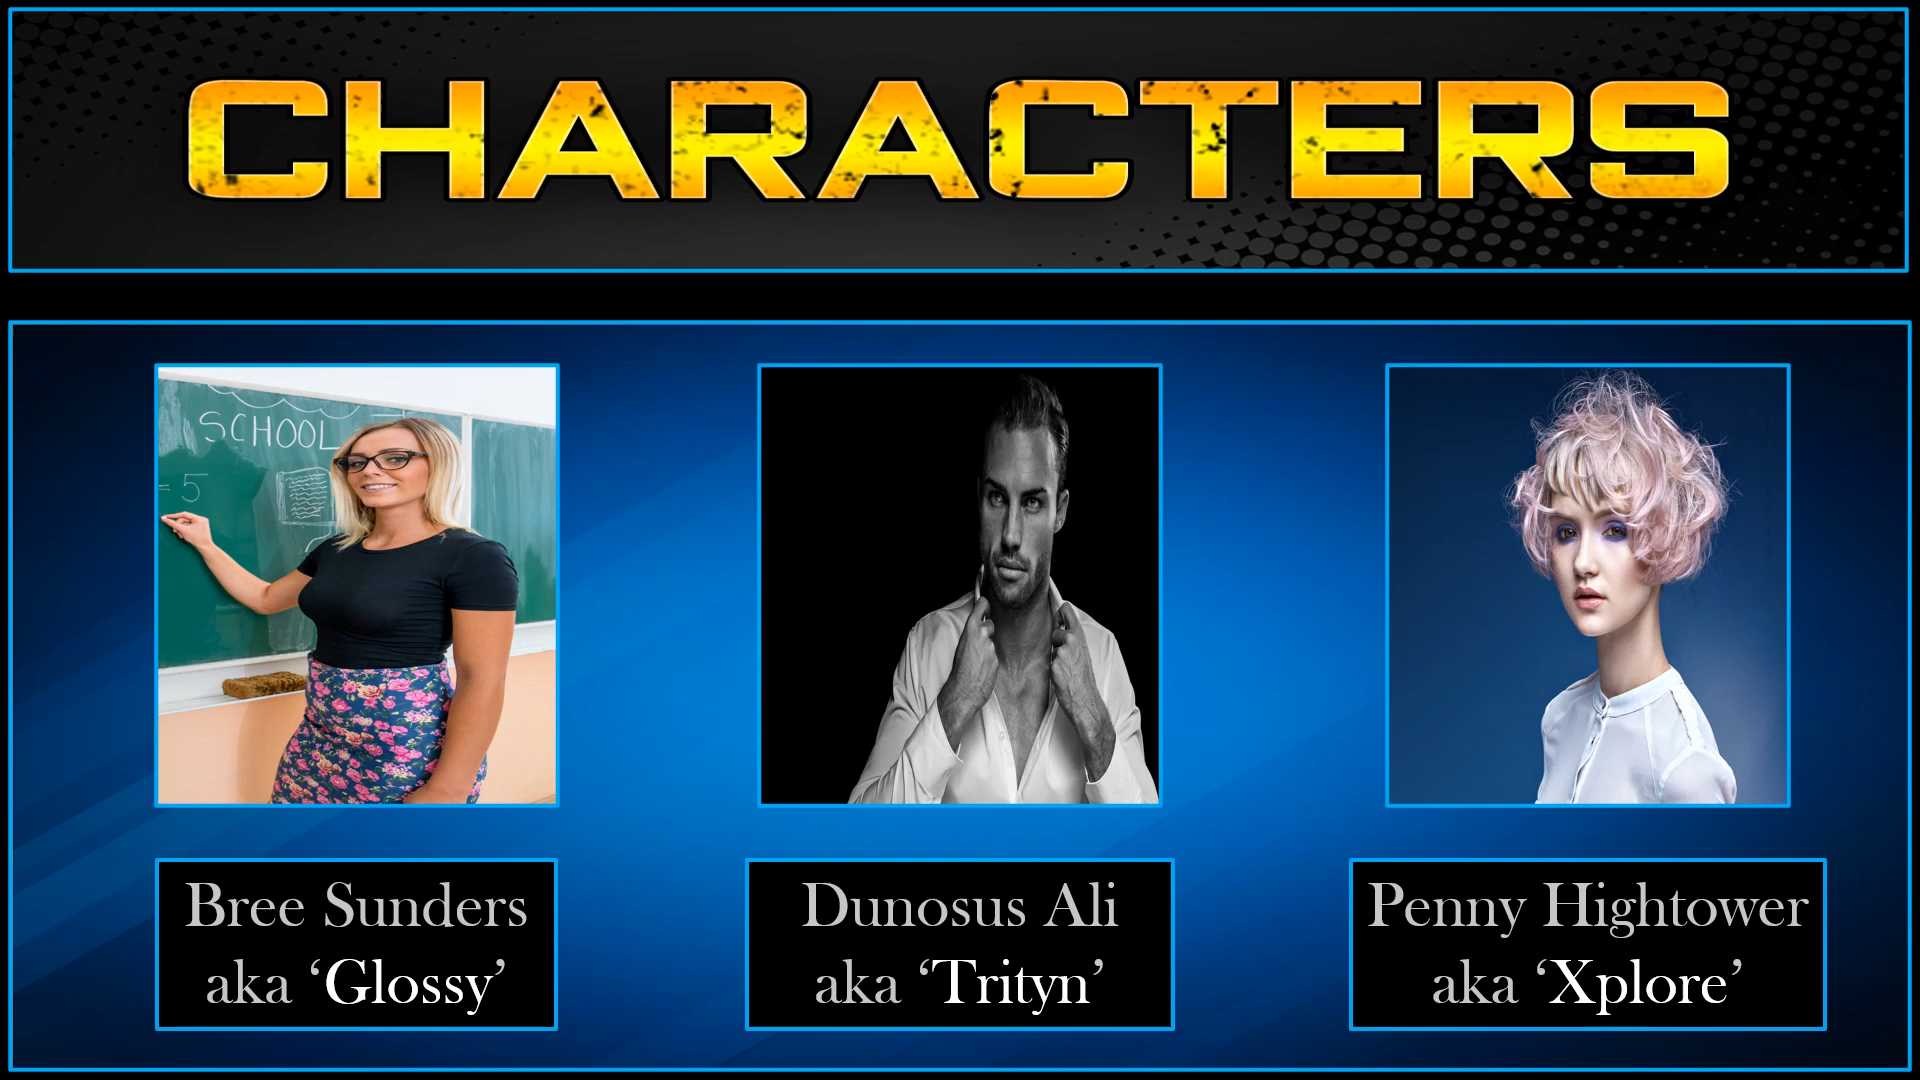 CHARACTERS
SCHOOL
= 5
Bree Sunders
aka ‘Glossy’
Dunosus Ali
aka ‘Trityn’
Penny Hightower
aka ‘Xplore’